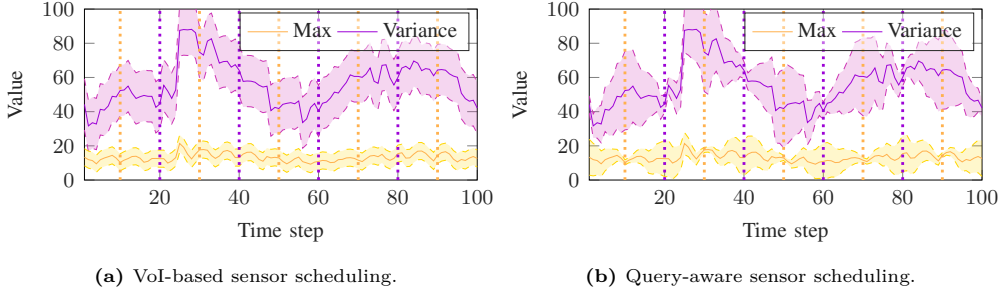 Max Variance
Value
100
80
60
40
20
0
20 40 60 80 100
Time step
(a) VoI-based sensor scheduling.
Max Variance
Value
100
80
60
40
20
0
20 40 60 80 100
Time step
(b) Query-aware sensor scheduling.